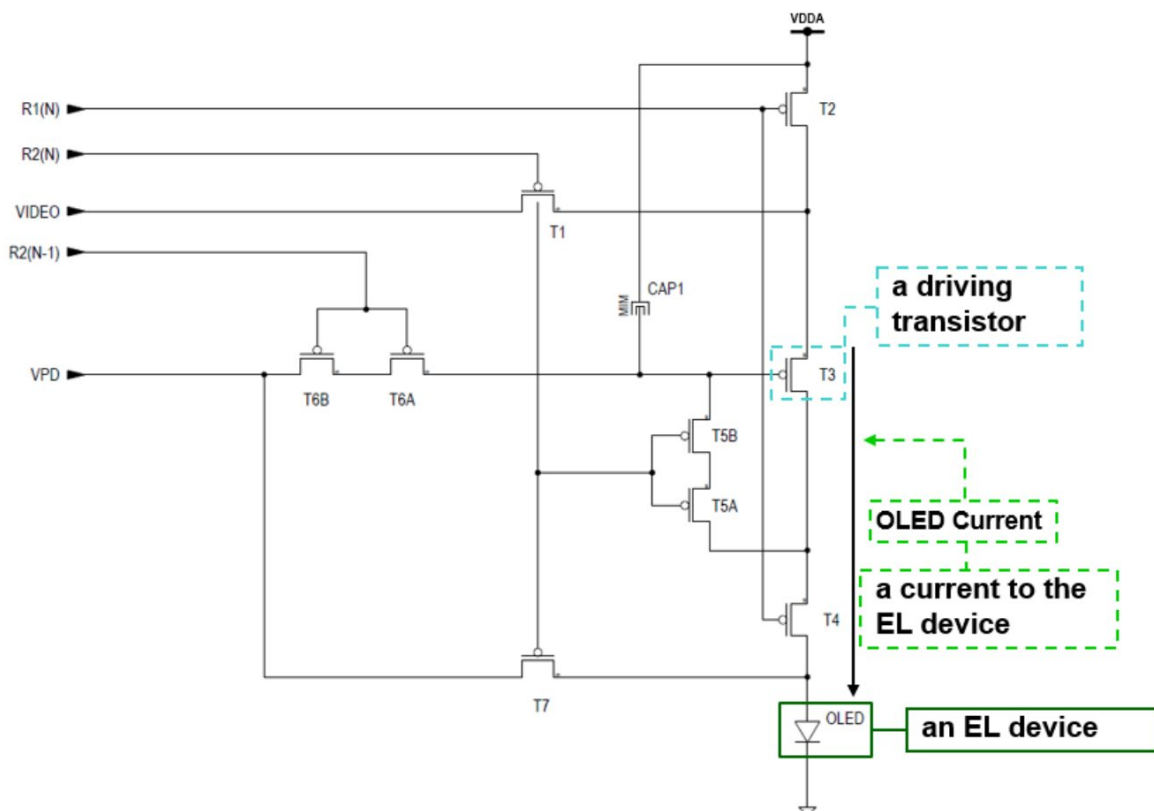 VDDA
R1(N)
T2
R2(N)
VIDEO
T1
R2(N-1)
CAP1
MIM
a driving
transistor
VPD
T6B
T6A
T3
T5B
T5A
OLED Current
a current to the
EL device
T4
T7
OLED
an EL device